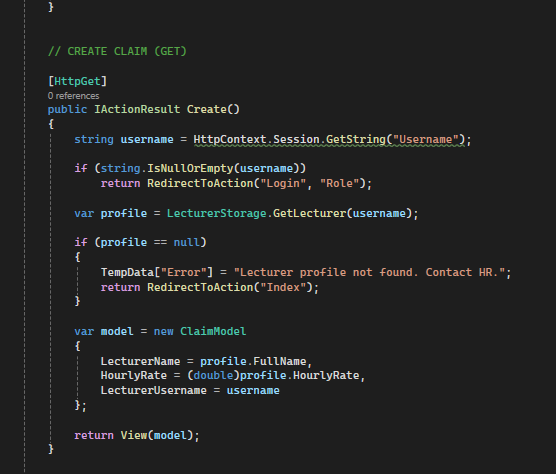 }
// CREATE CLAIM (GET)
[HttpGet]
0 references
public IActionResult Create()
{
string username = HttpContext.Session.GetString("Username");
if (string.IsNullOrEmpty(username))
return RedirectToAction("Login", "Role");
var profile = LecturerStorage.GetLecturer(username);
if (profile == null)
{
TempData["Error"] = "Lecturer profile not found. Contact HR.";
return RedirectToAction("Index");
}
var model = new ClaimModel
{
LecturerName = profile.FullName,
HourlyRate = (double)profile.HourlyRate,
LecturerUsername = username
};
return View(model);
}